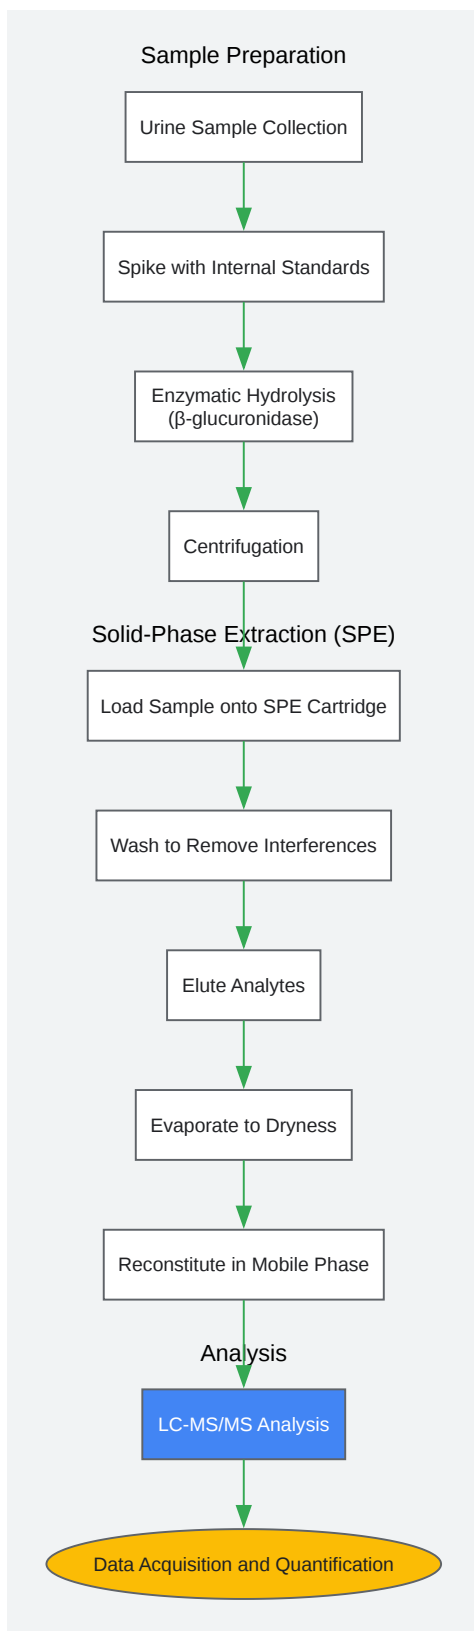 Sample Preparation
Urine Sample Collection
Spike with Internal Standards
Enzymatic Hydrolysis
(β-glucuronidase)
Centrifugation
Solid-Phase Extraction (SPE)
Load Sample onto SPE Cartridge
Wash to Remove Interferences
Elute Analytes
Evaporate to Dryness
Reconstitute in Mobile Phase
Analysis
LC-MS/MS Analysis
Data Acquisition and Quantification